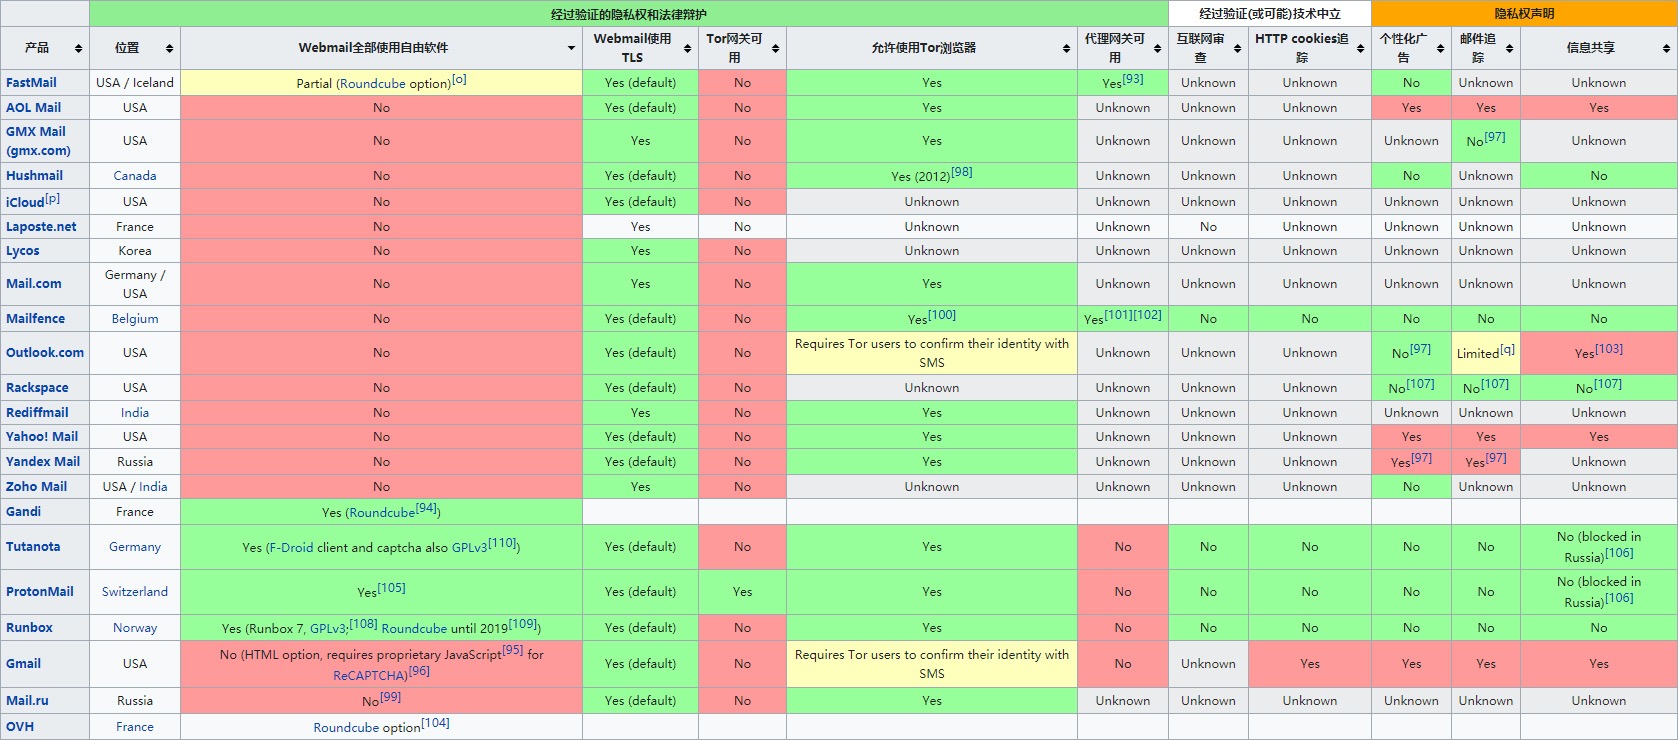 经过验证的隐私权和法律辩护 经过验证(或可能)技术中立 隐私权声明
产品 位置 Webmail全部使用自由软件 Webmail使用TLS Tor网关可用 允许使用Tor浏览器 代理网关可用 互联网审查 HTTP cookies追踪 个性化广告 邮件追踪 信息共享
FastMail USA / Iceland Partial (Roundcube option)[o] Yes (default) No Yes Yes[93] Unknown Unknown No Unknown Unknown
AOL Mail USA No Yes (default) No Yes Unknown Unknown Unknown Yes Yes Yes
GMX Mail (gmx.com) USA No Yes No Yes Unknown Unknown Unknown Unknown No[97] Unknown
Hushmail Canada No Yes (default) No Yes (2012)[98] Unknown Unknown Unknown No Unknown No
iCloud[p] USA No Yes (default) No Unknown Unknown Unknown Unknown Unknown Unknown Unknown
Laposte.net France No Yes No Unknown Unknown No Unknown Unknown Unknown Unknown
Lycos Korea No Yes No Unknown Unknown Unknown Unknown Unknown Unknown Unknown
Mail.com Germany / USA No Yes No Yes Unknown Unknown Unknown Unknown Unknown Unknown
Mailfence Belgium No Yes (default) No Yes[100] Yes[101][102] No No No No No
Outlook.com USA No Yes (default) No Requires Tor users to confirm their identity with SMS Unknown Unknown Unknown No[97] Limited[q] Yes[103]
Rackspace USA No Yes (default) No Unknown Unknown Unknown Unknown No[107] No[107] No[107]
Rediffmail India No Yes No Yes Unknown Unknown Unknown Unknown Unknown Unknown
Yahoo! Mail USA No Yes (default) No Yes Unknown Unknown Unknown Yes Yes Yes
Yandex Mail Russia No Yes (default) No Yes Unknown Unknown Unknown Yes[97] Yes[97] Unknown
Zoho Mail USA / India No Yes No Unknown Unknown Unknown Unknown No Unknown Unknown
Gandi France Yes (Roundcube[94])
Tutanota Germany Yes (F-Droid client and captcha also GPLv3[110]) Yes (default) No Yes No No No No No No (blocked in Russia)[106]
ProtonMail Switzerland Yes[105] Yes (default) Yes Yes No No No No No No (blocked in Russia)[106]
Runbox Norway Yes (Runbox 7, GPLv3;[108] Roundcube until 2019[109]) Yes (default) No Yes No No No No No No
Gmail USA No (HTML option, requires proprietary JavaScript[95] for ReCAPTCHA)[96] Yes (default) No Requires Tor users to confirm their identity with SMS No Unknown Yes Yes Yes Yes
Mail.ru Russia No[99] Yes (default) No Yes Unknown Unknown Unknown Unknown Unknown Unknown
OVH France Roundcube option[104]